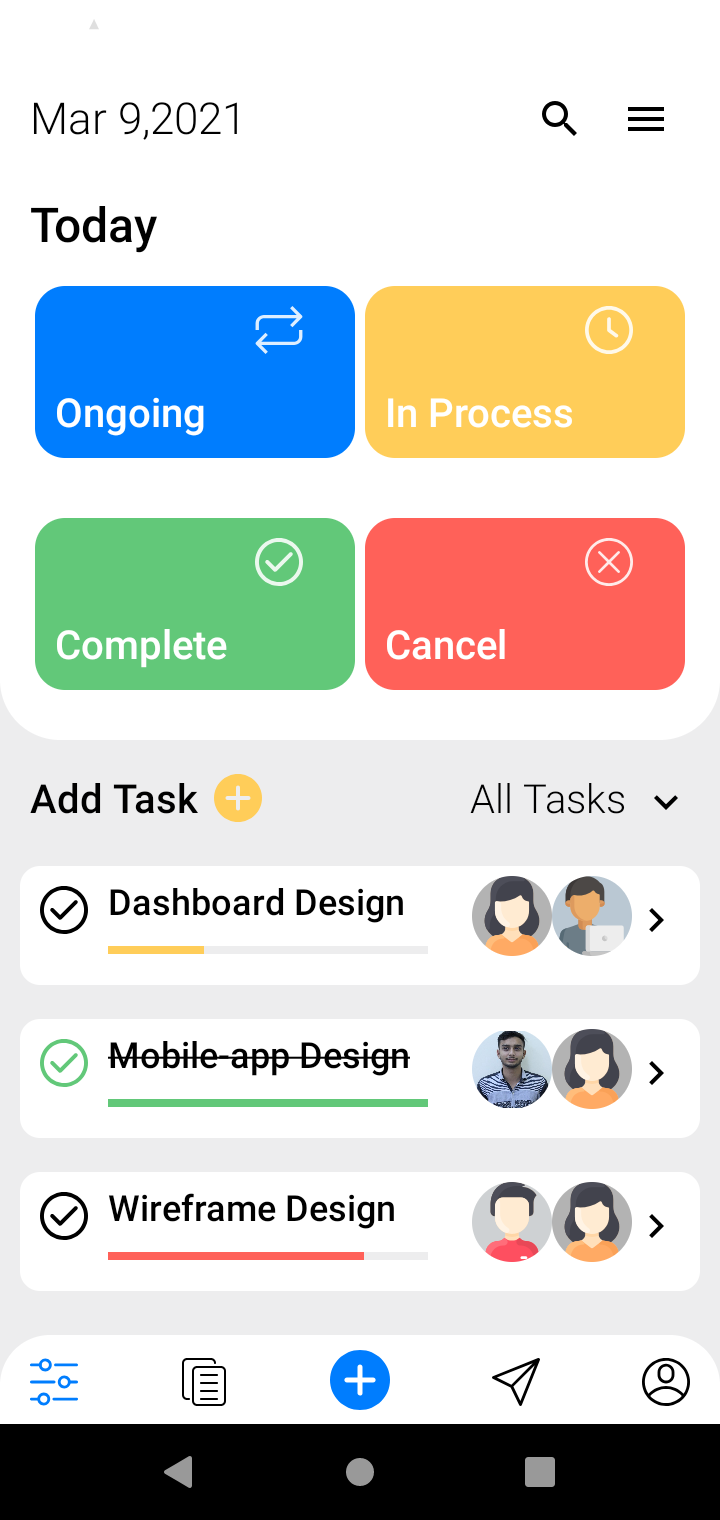 Mar 9,2021
Today
Ongoing
In Process
Complete
Cancel
Add Task
All Tasks
Dashboard Design
Mobile-app Design
Wireframe Design